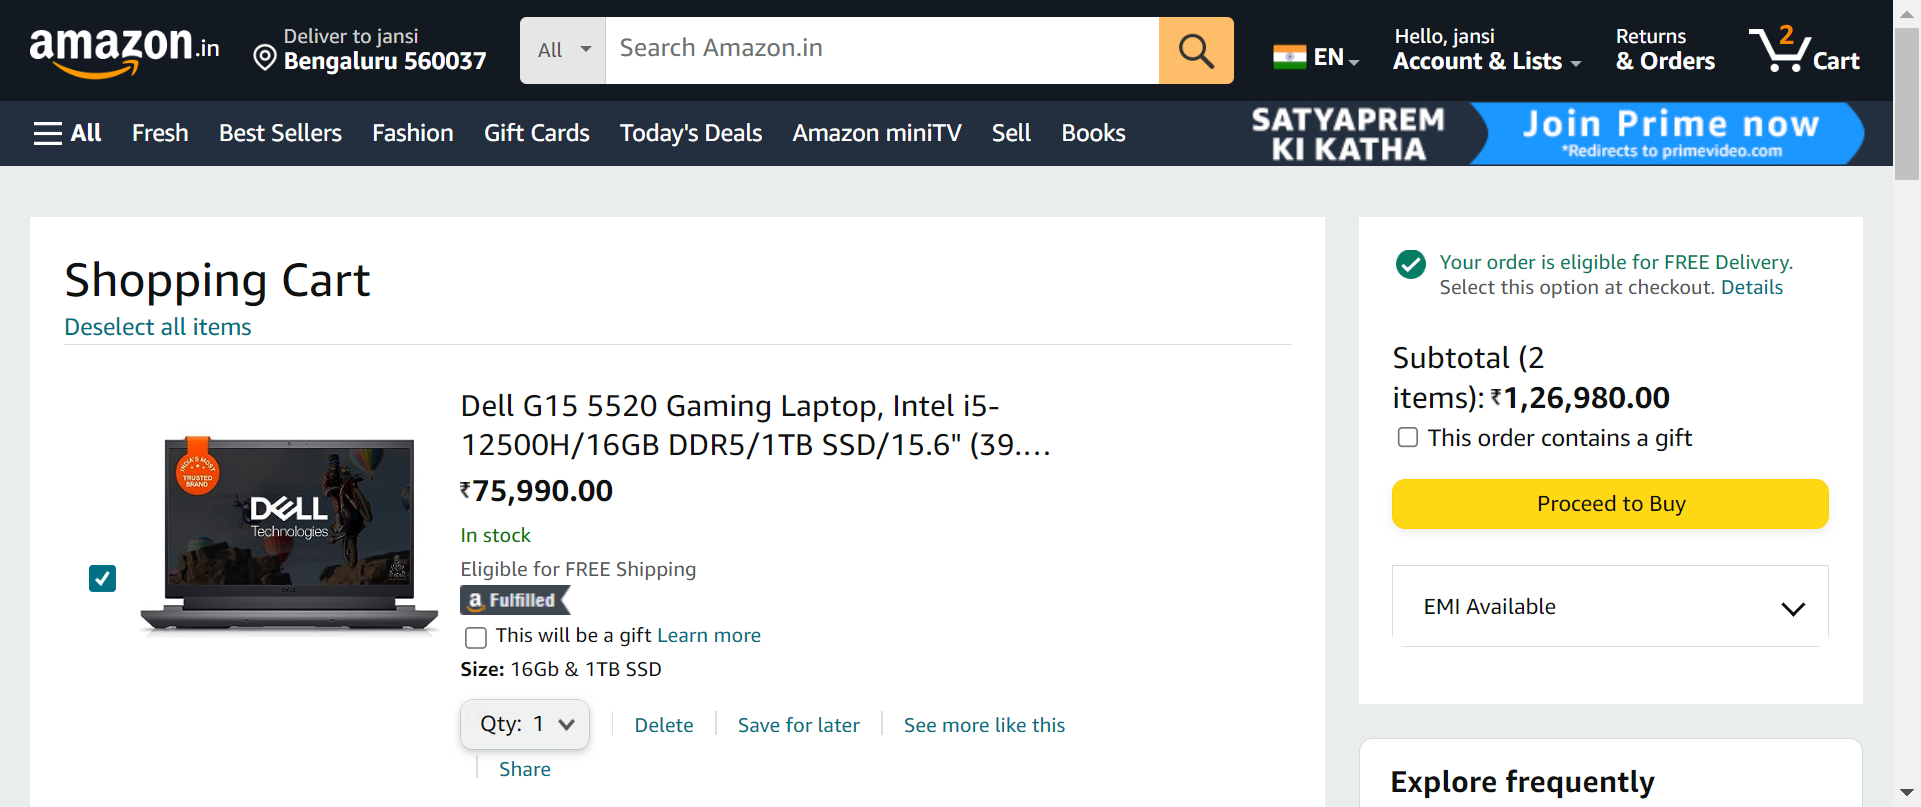 amazon.in
Deliver to jansi
Bengaluru 560037
All
Search Amazon.in
EN
Hello, jansi
Account & Lists
Returns
& Orders
2
Cart
All
Fresh
Best Sellers
Fashion
Gift Cards
Today's Deals
Amazon miniTV
Sell
Books
SATYAPREM
KI KATHA
Join Prime now
*Redirects to primevideo.com
Shopping Cart
Deselect all items
INDIA'S MOST
TRUSTED
BRAND
DELL
Technologies
DELL
Dell G15 5520 Gaming Laptop, Intel i5-
12500H/16GB DDR5/1TB SSD/15.6" (39....
₹75,990.00
In stock
Eligible for FREE Shipping
a Fulfilled
This will be a gift Learn more
Size: 16Gb & 1TB SSD
Qty: 1
Delete
Save for later
See more like this
Share
Your order is eligible for FREE Delivery.
Select this option at checkout. Details
Subtotal (2
items): ₹1,26,980.00
This order contains a gift
Proceed to Buy
EMI Available
Explore frequently